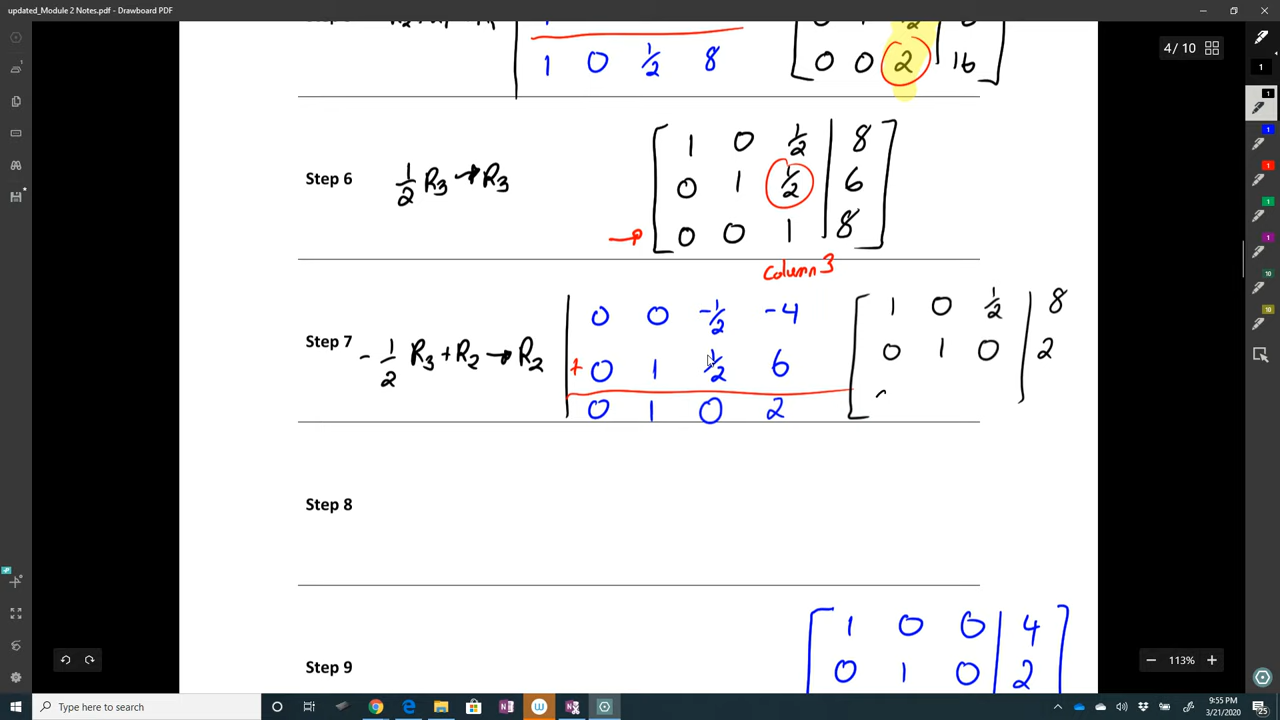 updated_Module 2 Notes.pdf - Drawboard PDF
4 / 10
1 0 ½ 8
0 0 2 | 16
Step 6
½ R₃ → R₃
1 0 ½ | 8
0 1 ½ | 6
→ 0 0 1 | 8
Column 3
Step 7
-½ R₃ + R₂ → R₂
0 0 -½ -4
+ 0 1 ½ 6
0 1 0 2
1 0 ½ | 8
0 1 0 | 2
Step 8
Step 9
1 0 0 | 4
0 1 0 | 2
113%
Type here to search
9:55 PM
3/21/2020